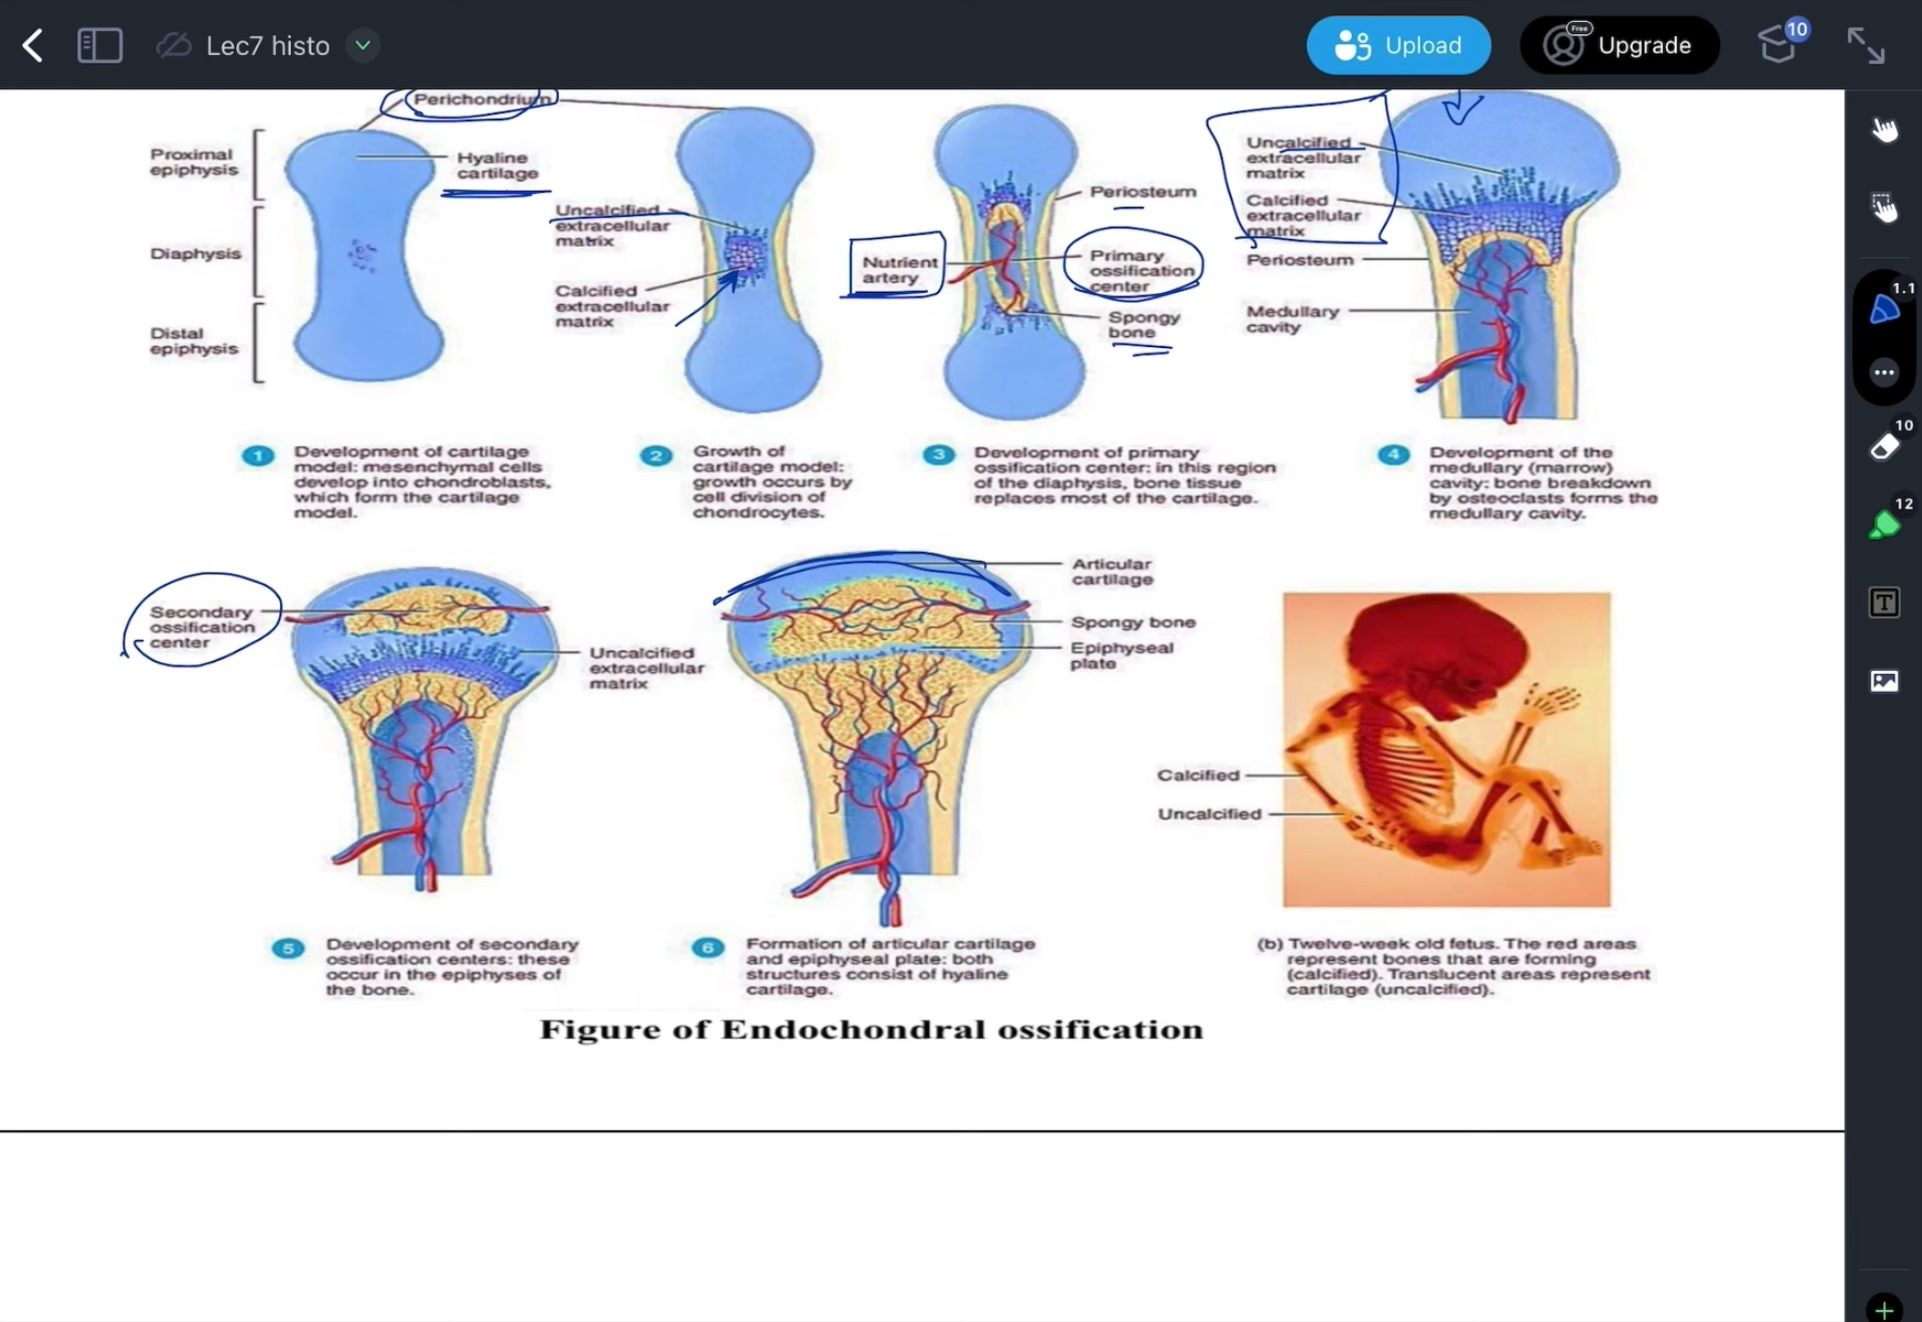 Lec7 histo
Upload
Free
Upgrade
10
Perichondrium
Proximal
epiphysis
Hyaline
cartilage
Diaphysis
Distal
epiphysis
Uncalcified
extracellular
matrix
Calcified
extracellular
matrix
Nutrient
artery
Periosteum
Primary
ossification
center
Spongy
bone
Uncalcified
extracellular
matrix
Calcified
extracellular
matrix
Periosteum
Medullary
cavity
1.1
10
12
T
1 Development of cartilage
model: mesenchymal cells
develop into chondroblasts,
which form the cartilage
model.
2 Growth of
cartilage model:
growth occurs by
cell division of
chondrocytes.
3 Development of primary
ossification center: in this region
of the diaphysis, bone tissue
replaces most of the cartilage.
4 Development of the
medullary (marrow)
cavity: bone breakdown
by osteoclasts forms the
medullary cavity.
Secondary
ossification
center
Uncalcified
extracellular
matrix
Articular
cartilage
Spongy bone
Epiphyseal
plate
Calcified
Uncalcified
5 Development of secondary
ossification centers: these
occur in the epiphyses of
the bone.
6 Formation of articular cartilage
and epiphyseal plate: both
structures consist of hyaline
cartilage.
(b) Twelve-week old fetus. The red areas
represent bones that are forming
(calcified). Translucent areas represent
cartilage (uncalcified).
Figure of Endochondral ossification